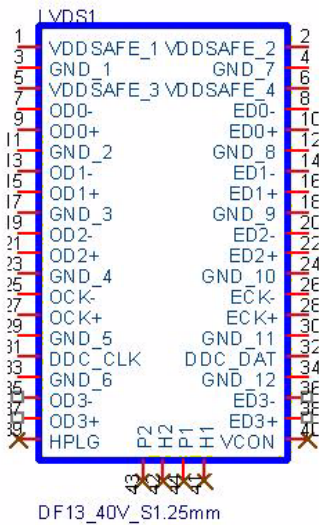 LVDS1
1 VDDSAFE_1 VDDSAFE_2 2
3 GND_1 GND_7 4
5 VDDSAFE_3 VDDSAFE_4 6
7 OD0- ED0- 8
9 OD0+ ED0+ 10
11 GND_2 GND_8 12
13 OD1- ED1- 14
15 OD1+ ED1+ 16
17 GND_3 GND_9 18
19 OD2- ED2- 20
21 OD2+ ED2+ 22
23 GND_4 GND_10 24
25 OCK- ECK- 26
27 OCK+ ECK+ 28
29 GND_5 GND_11 30
31 DDC_CLK DDC_DAT 32
33 GND_6 GND_12 34
35 OD3- ED3- 36
37 OD3+ ED3+ 38
39 HPLG VCON 40
P2 H2 P1 H1
43 42 44 41
DF13_40V_S1.25mm